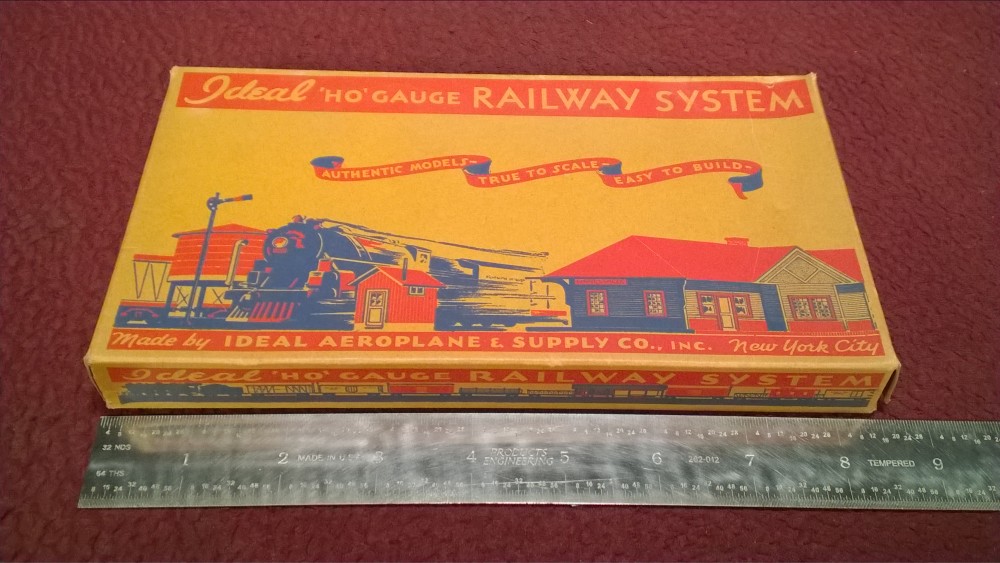 Ideal 'HO' GAUGE RAILWAY SYSTEM
AUTHENTIC MODELS-
TRUE TO SCALE-
EASY TO BUILD-
Made by IDEAL AEROPLANE & SUPPLY CO., INC. New York City
Ideal 'HO' GAUGE RAILWAY SYSTEM
32 NDS
1 2 MADE IN U.S.A. 3 4 PRODUCTS 5 6 282-012 7 8 TEMPERED 9
ENGINEERING
64 THS